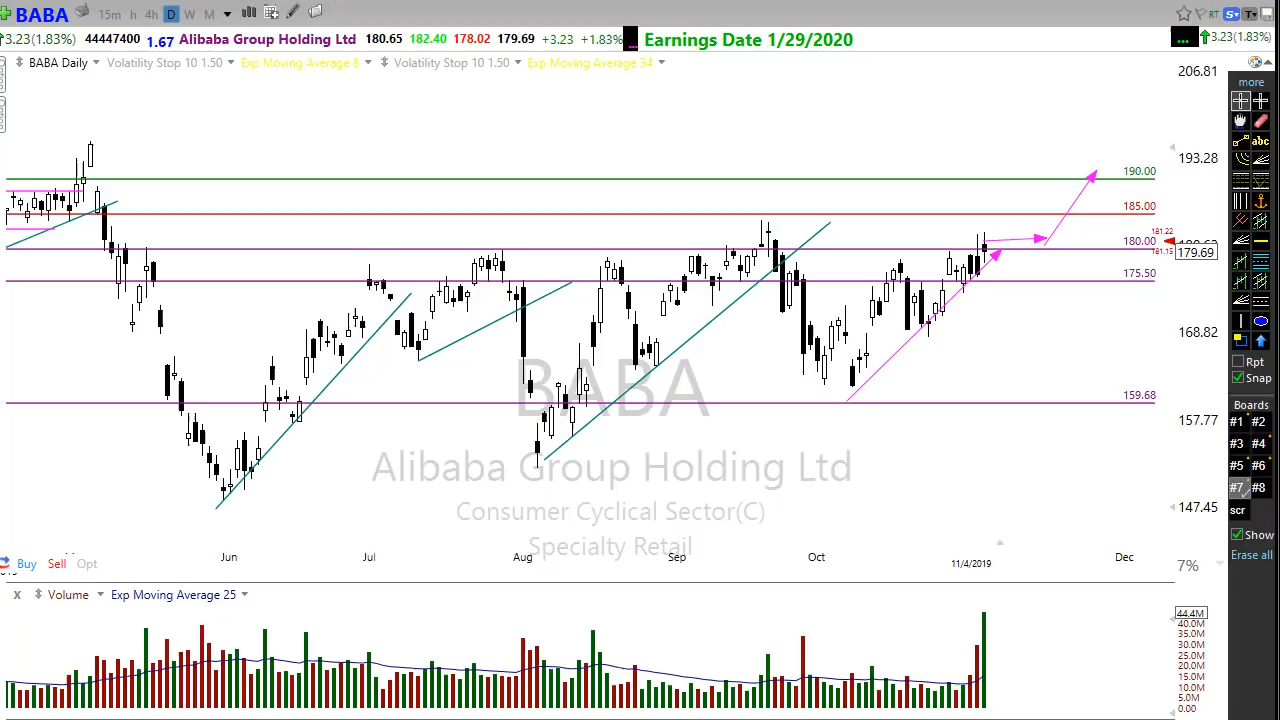 BABA 15m h 4h D W M RT S T
3.23(1.83%) 44447400 1.67 Alibaba Group Holding Ltd 180.65 182.40 178.02 179.69 +3.23 +1.83% ... Earnings Date 1/29/2020 ... 3.23(1.83%)
BABA Daily Volatility Stop 10 1.50 Exp Moving Average 8 Volatility Stop 10 1.50 Exp Moving Average 34
206.81
more
abc
193.28
190.00
185.00
181.22
180.00
181.15
179.69
175.50
168.82
Rpt
Snap
BABA
159.68
Boards
157.77
#1 #2
#3 #4
Alibaba Group Holding Ltd
#5 #6
#7 #8
Consumer Cyclical Sector(C)
147.45
scr
Specialty Retail
Show
Jun Jul Aug Sep Oct 11/4/2019 Dec
Erase all
Buy Sell Opt
7%
X Volume Exp Moving Average 25
44.4M
40.0M
35.0M
30.0M
25.0M
20.0M
15.0M
10.0M
5.0M
0.00